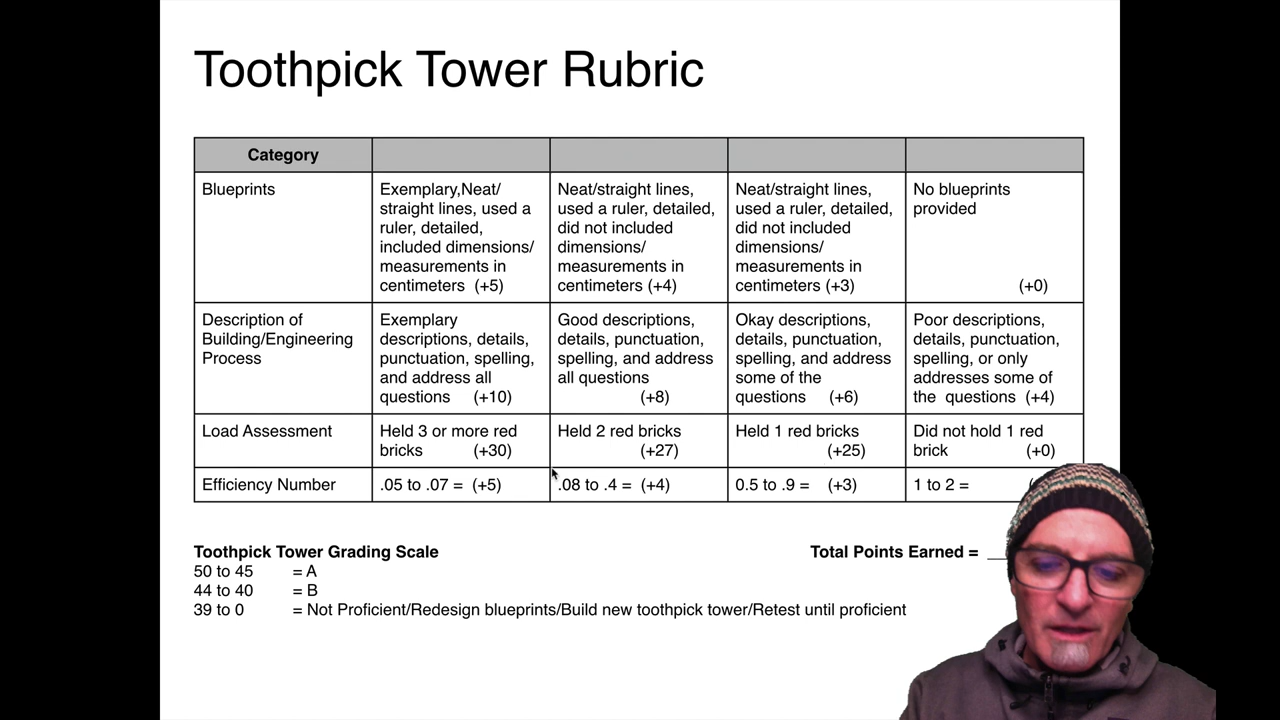 Toothpick Tower Rubric
Category
Blueprints
Exemplary,Neat/
straight lines, used a
ruler, detailed,
included dimensions/
measurements in
centimeters (+5)
Neat/straight lines,
used a ruler, detailed,
did not included
dimensions/
measurements in
centimeters (+4)
Neat/straight lines,
used a ruler, detailed,
did not included
dimensions/
measurements in
centimeters (+3)
No blueprints
provided
(+0)
Description of
Building/Engineering
Process
Exemplary
descriptions, details,
punctuation, spelling,
and address all
questions (+10)
Good descriptions,
details, punctuation,
spelling, and address
all questions
(+8)
Okay descriptions,
details, punctuation,
spelling, and address
some of the
questions (+6)
Poor descriptions,
details, punctuation,
spelling, or only
addresses some of
the questions (+4)
Load Assessment
Held 3 or more red
bricks (+30)
Held 2 red bricks
(+27)
Held 1 red bricks
(+25)
Did not hold 1 red
brick (+0)
Efficiency Number
.05 to .07 = (+5)
.08 to .4 = (+4)
0.5 to .9 = (+3)
1 to 2 =
Toothpick Tower Grading Scale
Total Points Earned =
50 to 45 = A
44 to 40 = B
39 to 0 = Not Proficient/Redesign blueprints/Build new toothpick tower/Retest until proficient